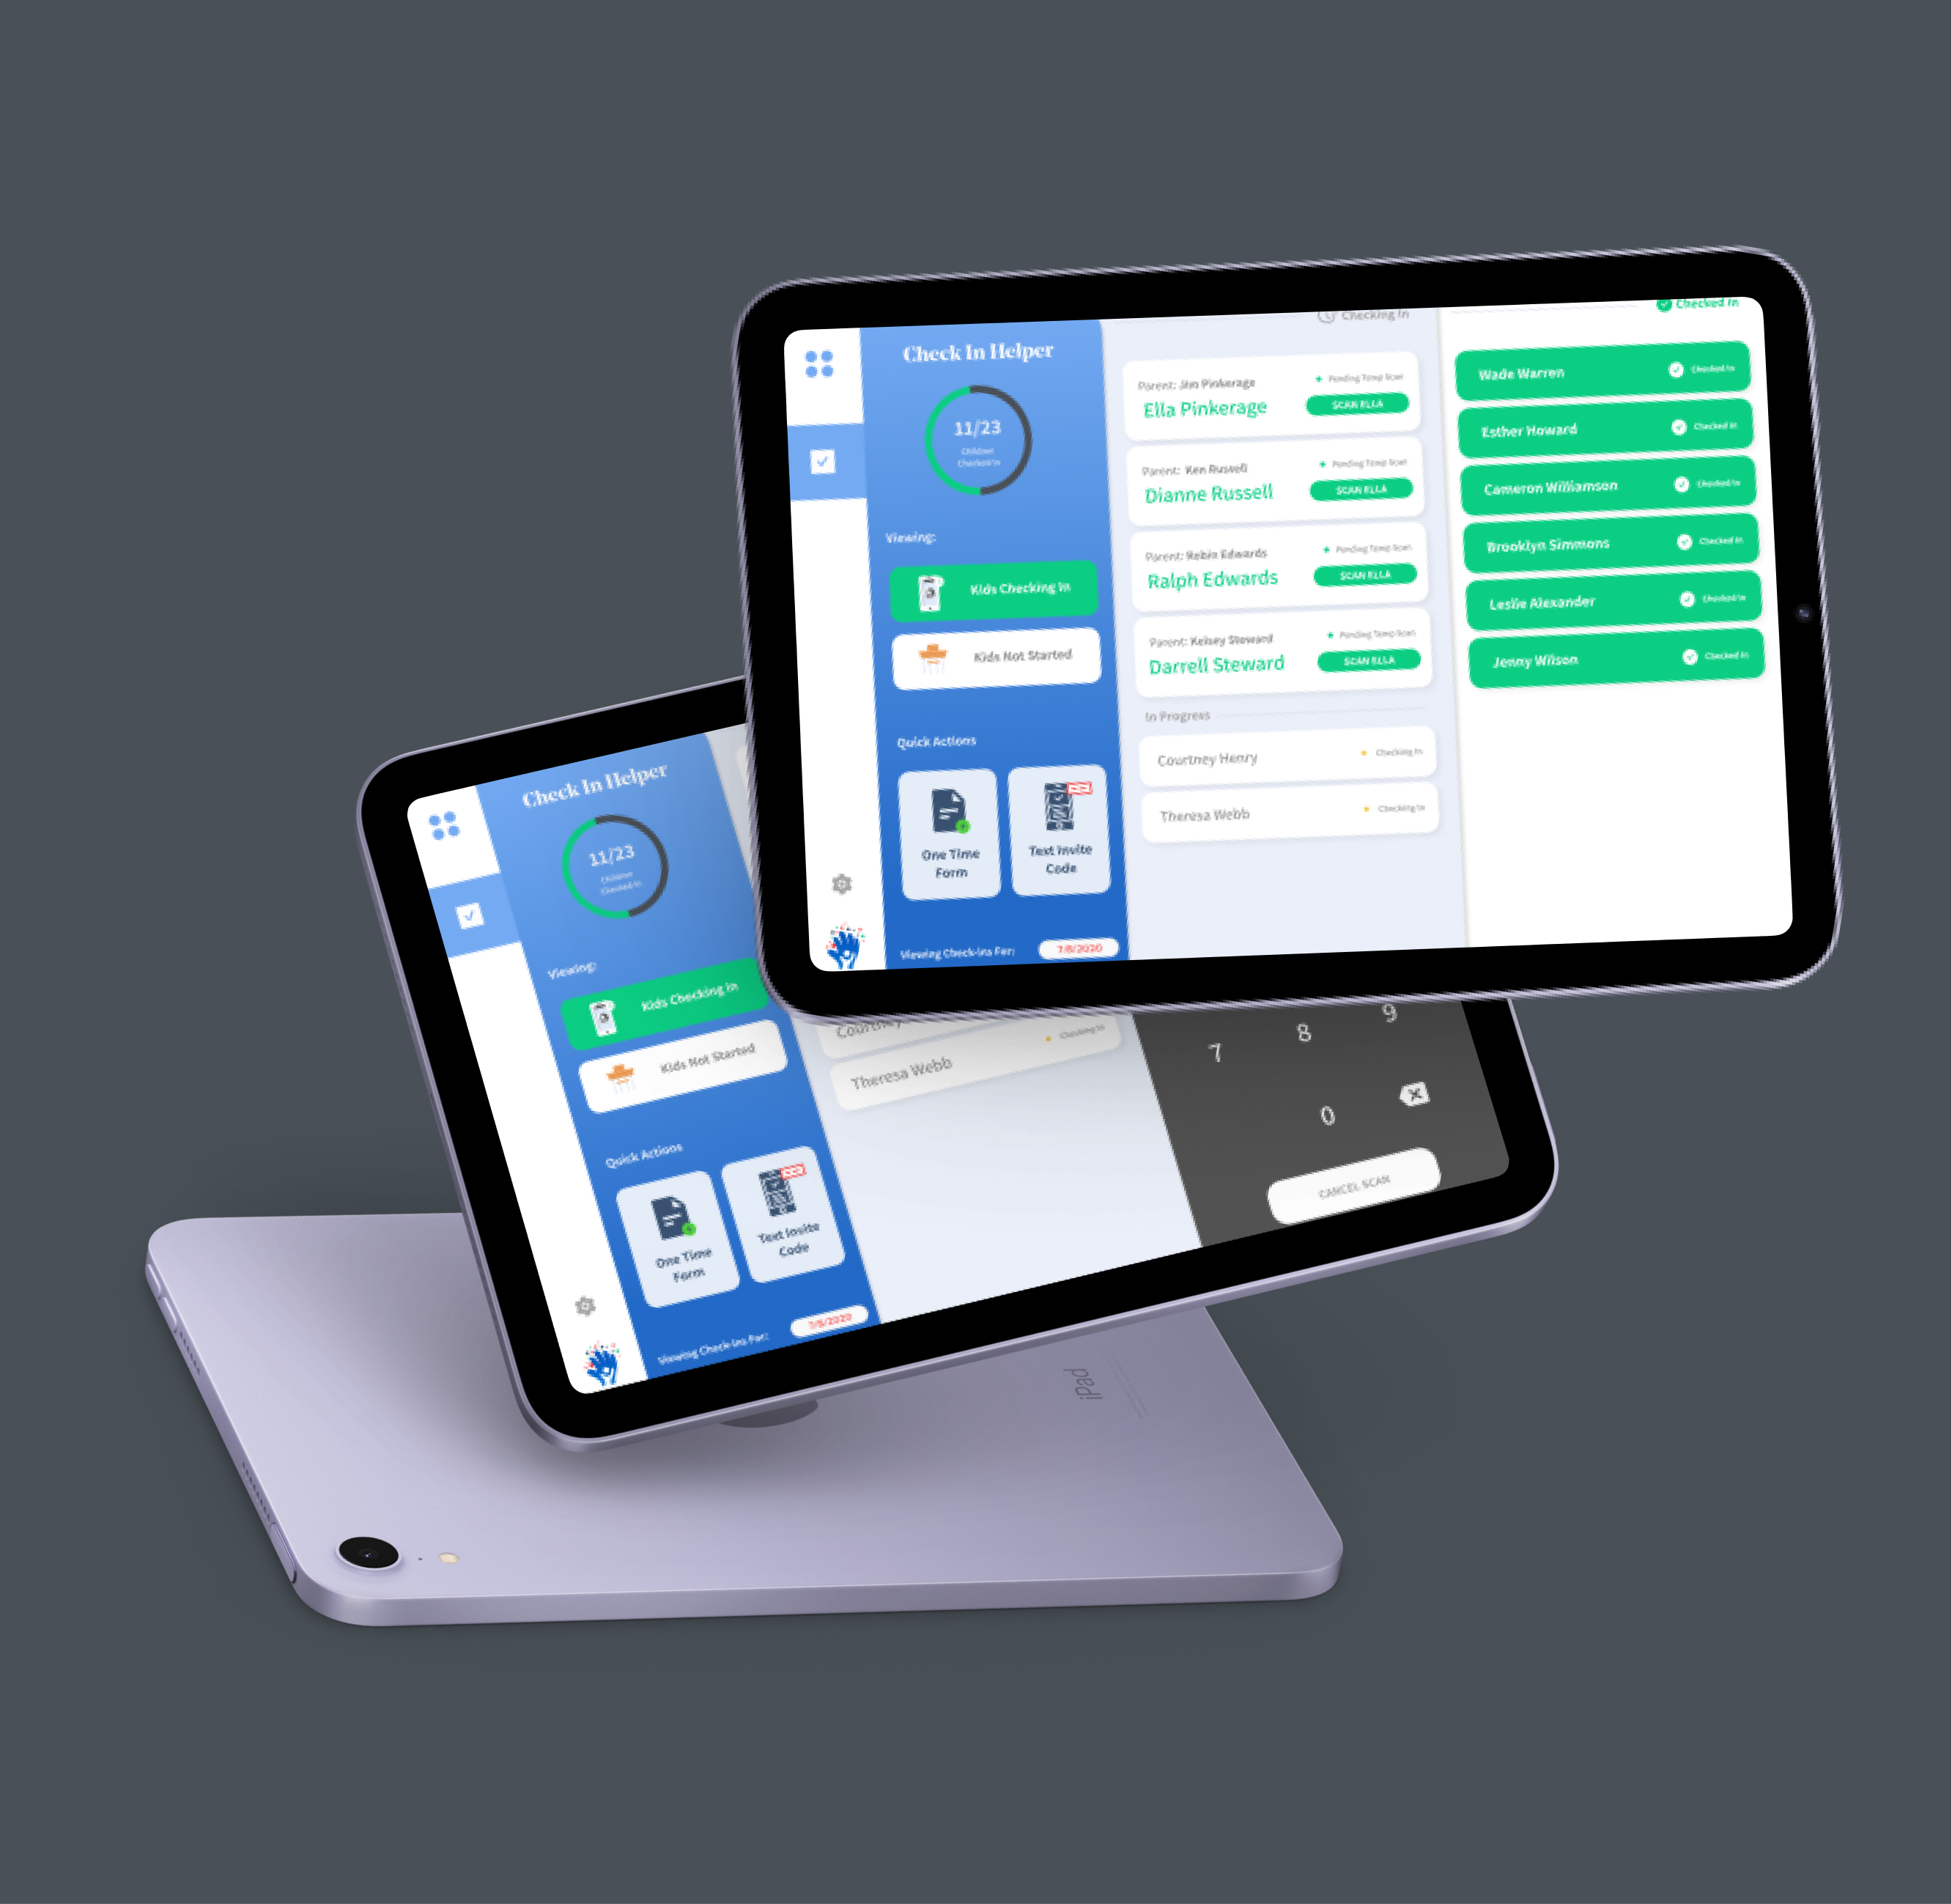 Check In Helper
11/23
Children
Checked In
Viewing:
Kids Checking In
Kids Not Started
Quick Actions
One Time
Form
Text Invite
Code
Viewing Check-Ins For:
7/8/2020
Checking In
Parent: Jim Pinkerage
Ella Pinkerage
Pending Temp Scan
SCAN ELLA
Parent: Ken Russell
Dianne Russell
Pending Temp Scan
SCAN ELLA
Parent: Robin Edwards
Ralph Edwards
Pending Temp Scan
SCAN ELLA
Parent: Kelsey Steward
Darrell Steward
Pending Temp Scan
SCAN ELLA
In Progress
Courtney Henry
Checking In
Theresa Webb
Checking In
Checked In
Wade Warren
Checked In
Esther Howard
Checked In
Cameron Williamson
Checked In
Brooklyn Simmons
Checked In
Leslie Alexander
Checked In
Jenny Wilson
Checked In
Check In Helper
11/23
Children
Checked In
Viewing:
Kids Checking In
Kids Not Started
Quick Actions
One Time
Form
Text Invite
Code
Viewing Check-Ins For:
7/8/2020
Courtney
Theresa Webb
Checking In
7 8 9
0
CANCEL SCAN
iPad